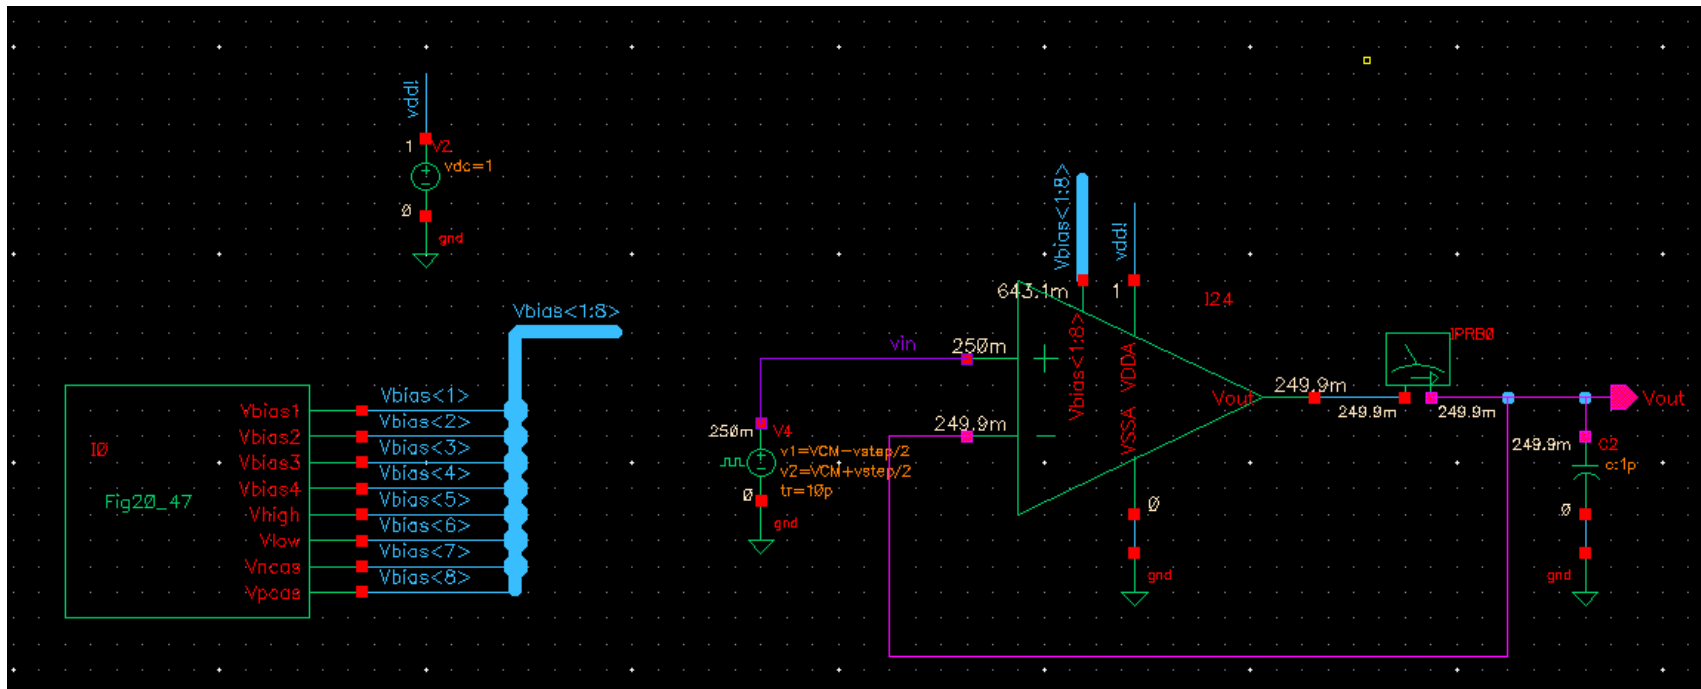 vdd!
1
V2
vdc=1
0
gnd
Vbias<1:8>
I0
Fig20_47
Vbias1
Vbias2
Vbias3
Vbias4
Vhigh
Vlow
Vncas
Vpcas
Vbias<1>
Vbias<2>
Vbias<3>
Vbias<4>
Vbias<5>
Vbias<6>
Vbias<7>
Vbias<8>
vin
250m
V4
v1=VCM-vstep/2
v2=VCM+vstep/2
tr=10p
0
gnd
Vbias<1:8>
vdd!
643.1m
1
I24
250m
+
249.9m
−
Vbias<1:8>
VSSA VDDA
Vout
0
gnd
249.9m
249.9m
IPRB0
249.9m
Vout
249.9m
C2
c:1p
0
gnd